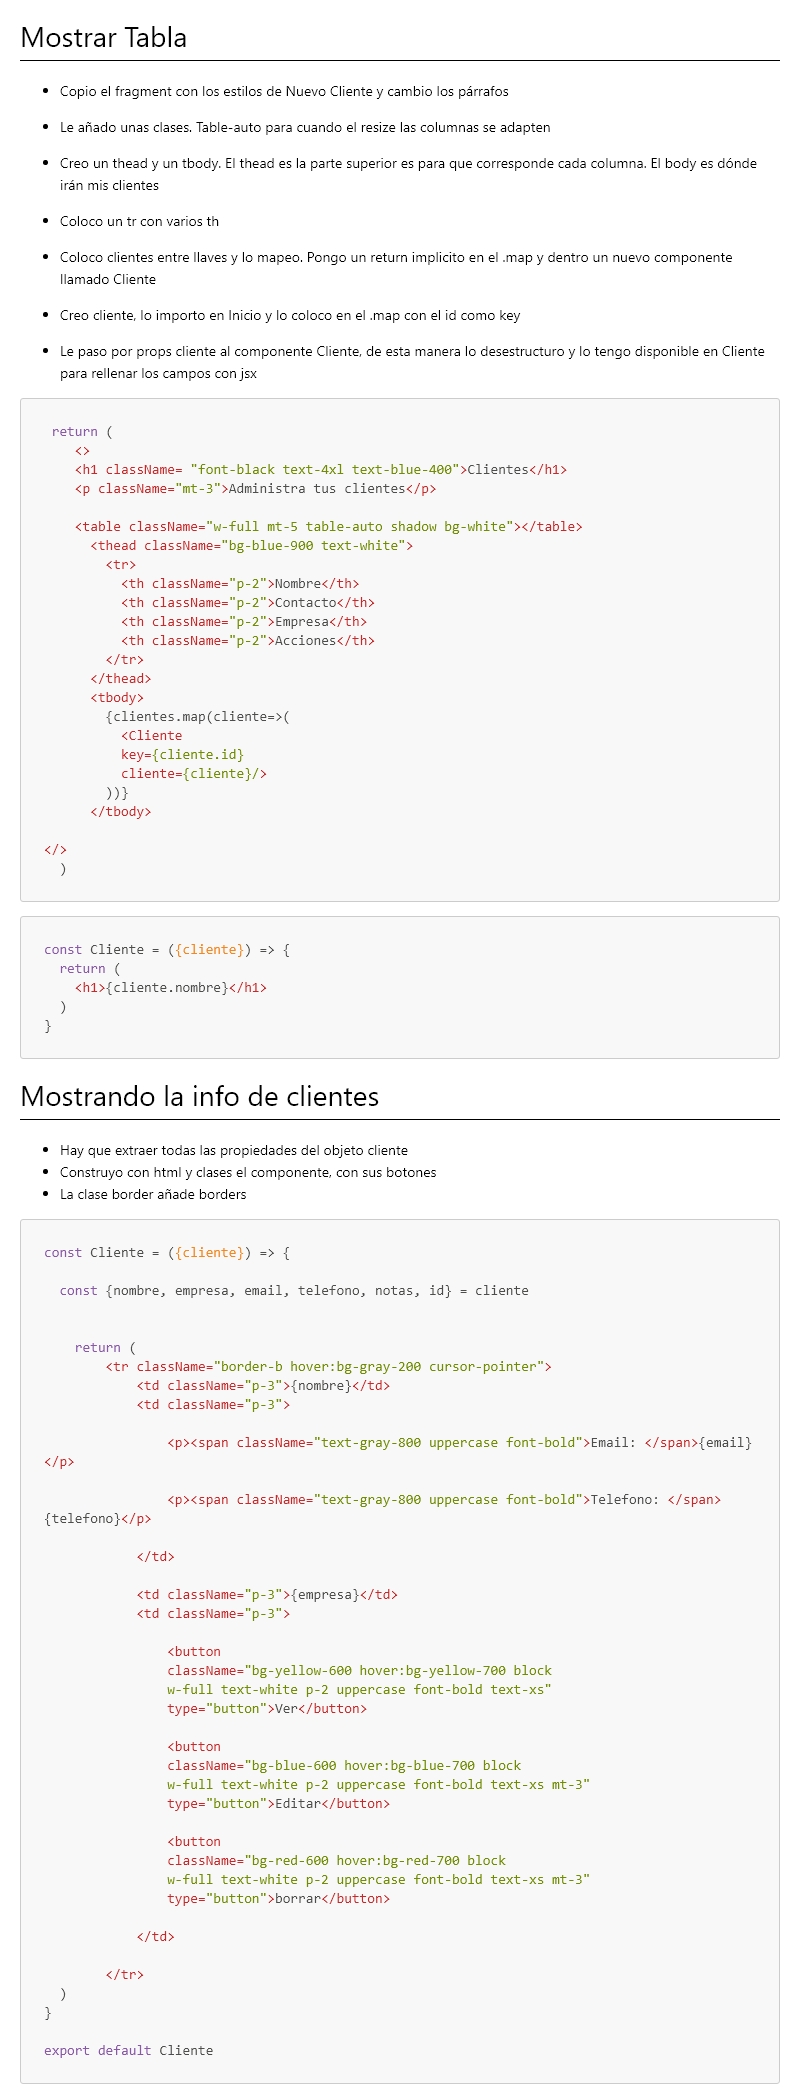 Mostrar Tabla
Copio el fragment con los estilos de Nuevo Cliente y cambio los párrafos
Le añado unas clases. Table-auto para cuando el resize las columnas se adapten
Creo un thead y un tbody. El thead es la parte superior es para que corresponde cada columna. El body es dónde
irán mis clientes
Coloco un tr con varios th
Coloco clientes entre llaves y lo mapeo. Pongo un return implicito en el .map y dentro un nuevo componente
llamado Cliente
Creo cliente, lo importo en Inicio y lo coloco en el .map con el id como key
Le paso por props cliente al componente Cliente, de esta manera lo desestructuro y lo tengo disponible en Cliente
para rellenar los campos con jsx
return (
<>
<h1 className= "font-black text-4xl text-blue-400">Clientes</h1>
<p className="mt-3">Administra tus clientes</p>
<table className="w-full mt-5 table-auto shadow bg-white"></table>
<thead className="bg-blue-900 text-white">
<tr>
<th className="p-2">Nombre</th>
<th className="p-2">Contacto</th>
<th className="p-2">Empresa</th>
<th className="p-2">Acciones</th>
</tr>
</thead>
<tbody>
{clientes.map(cliente=>(
<Cliente
key={cliente.id}
cliente={cliente}/>
))}
</tbody>
</>
)
const Cliente = ({cliente}) => {
return (
<h1>{cliente.nombre}</h1>
)
}
Mostrando la info de clientes
Hay que extraer todas las propiedades del objeto cliente
Construyo con html y clases el componente, con sus botones
La clase border añade borders
const Cliente = ({cliente}) => {
const {nombre, empresa, email, telefono, notas, id} = cliente
return (
<tr className="border-b hover:bg-gray-200 cursor-pointer">
<td className="p-3">{nombre}</td>
<td className="p-3">
<p><span className="text-gray-800 uppercase font-bold">Email: </span>{email}
</p>
<p><span className="text-gray-800 uppercase font-bold">Telefono: </span>
{telefono}</p>
</td>
<td className="p-3">{empresa}</td>
<td className="p-3">
<button
className="bg-yellow-600 hover:bg-yellow-700 block
w-full text-white p-2 uppercase font-bold text-xs"
type="button">Ver</button>
<button
className="bg-blue-600 hover:bg-blue-700 block
w-full text-white p-2 uppercase font-bold text-xs mt-3"
type="button">Editar</button>
<button
className="bg-red-600 hover:bg-red-700 block
w-full text-white p-2 uppercase font-bold text-xs mt-3"
type="button">borrar</button>
</td>
</tr>
)
}
export default Cliente